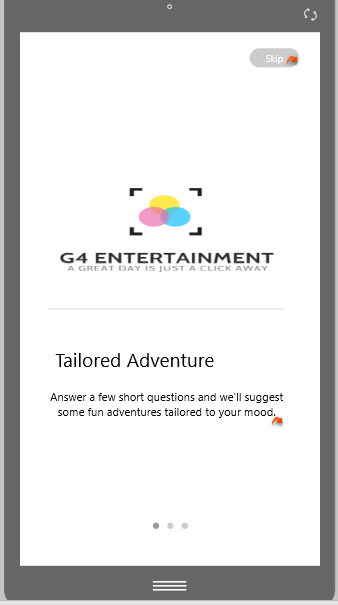 Skip
G4 ENTERTAINMENT
A GREAT DAY IS JUST A CLICK AWAY
Tailored Adventure
Answer a few short questions and we'll suggest
some fun adventures tailored to your mood.